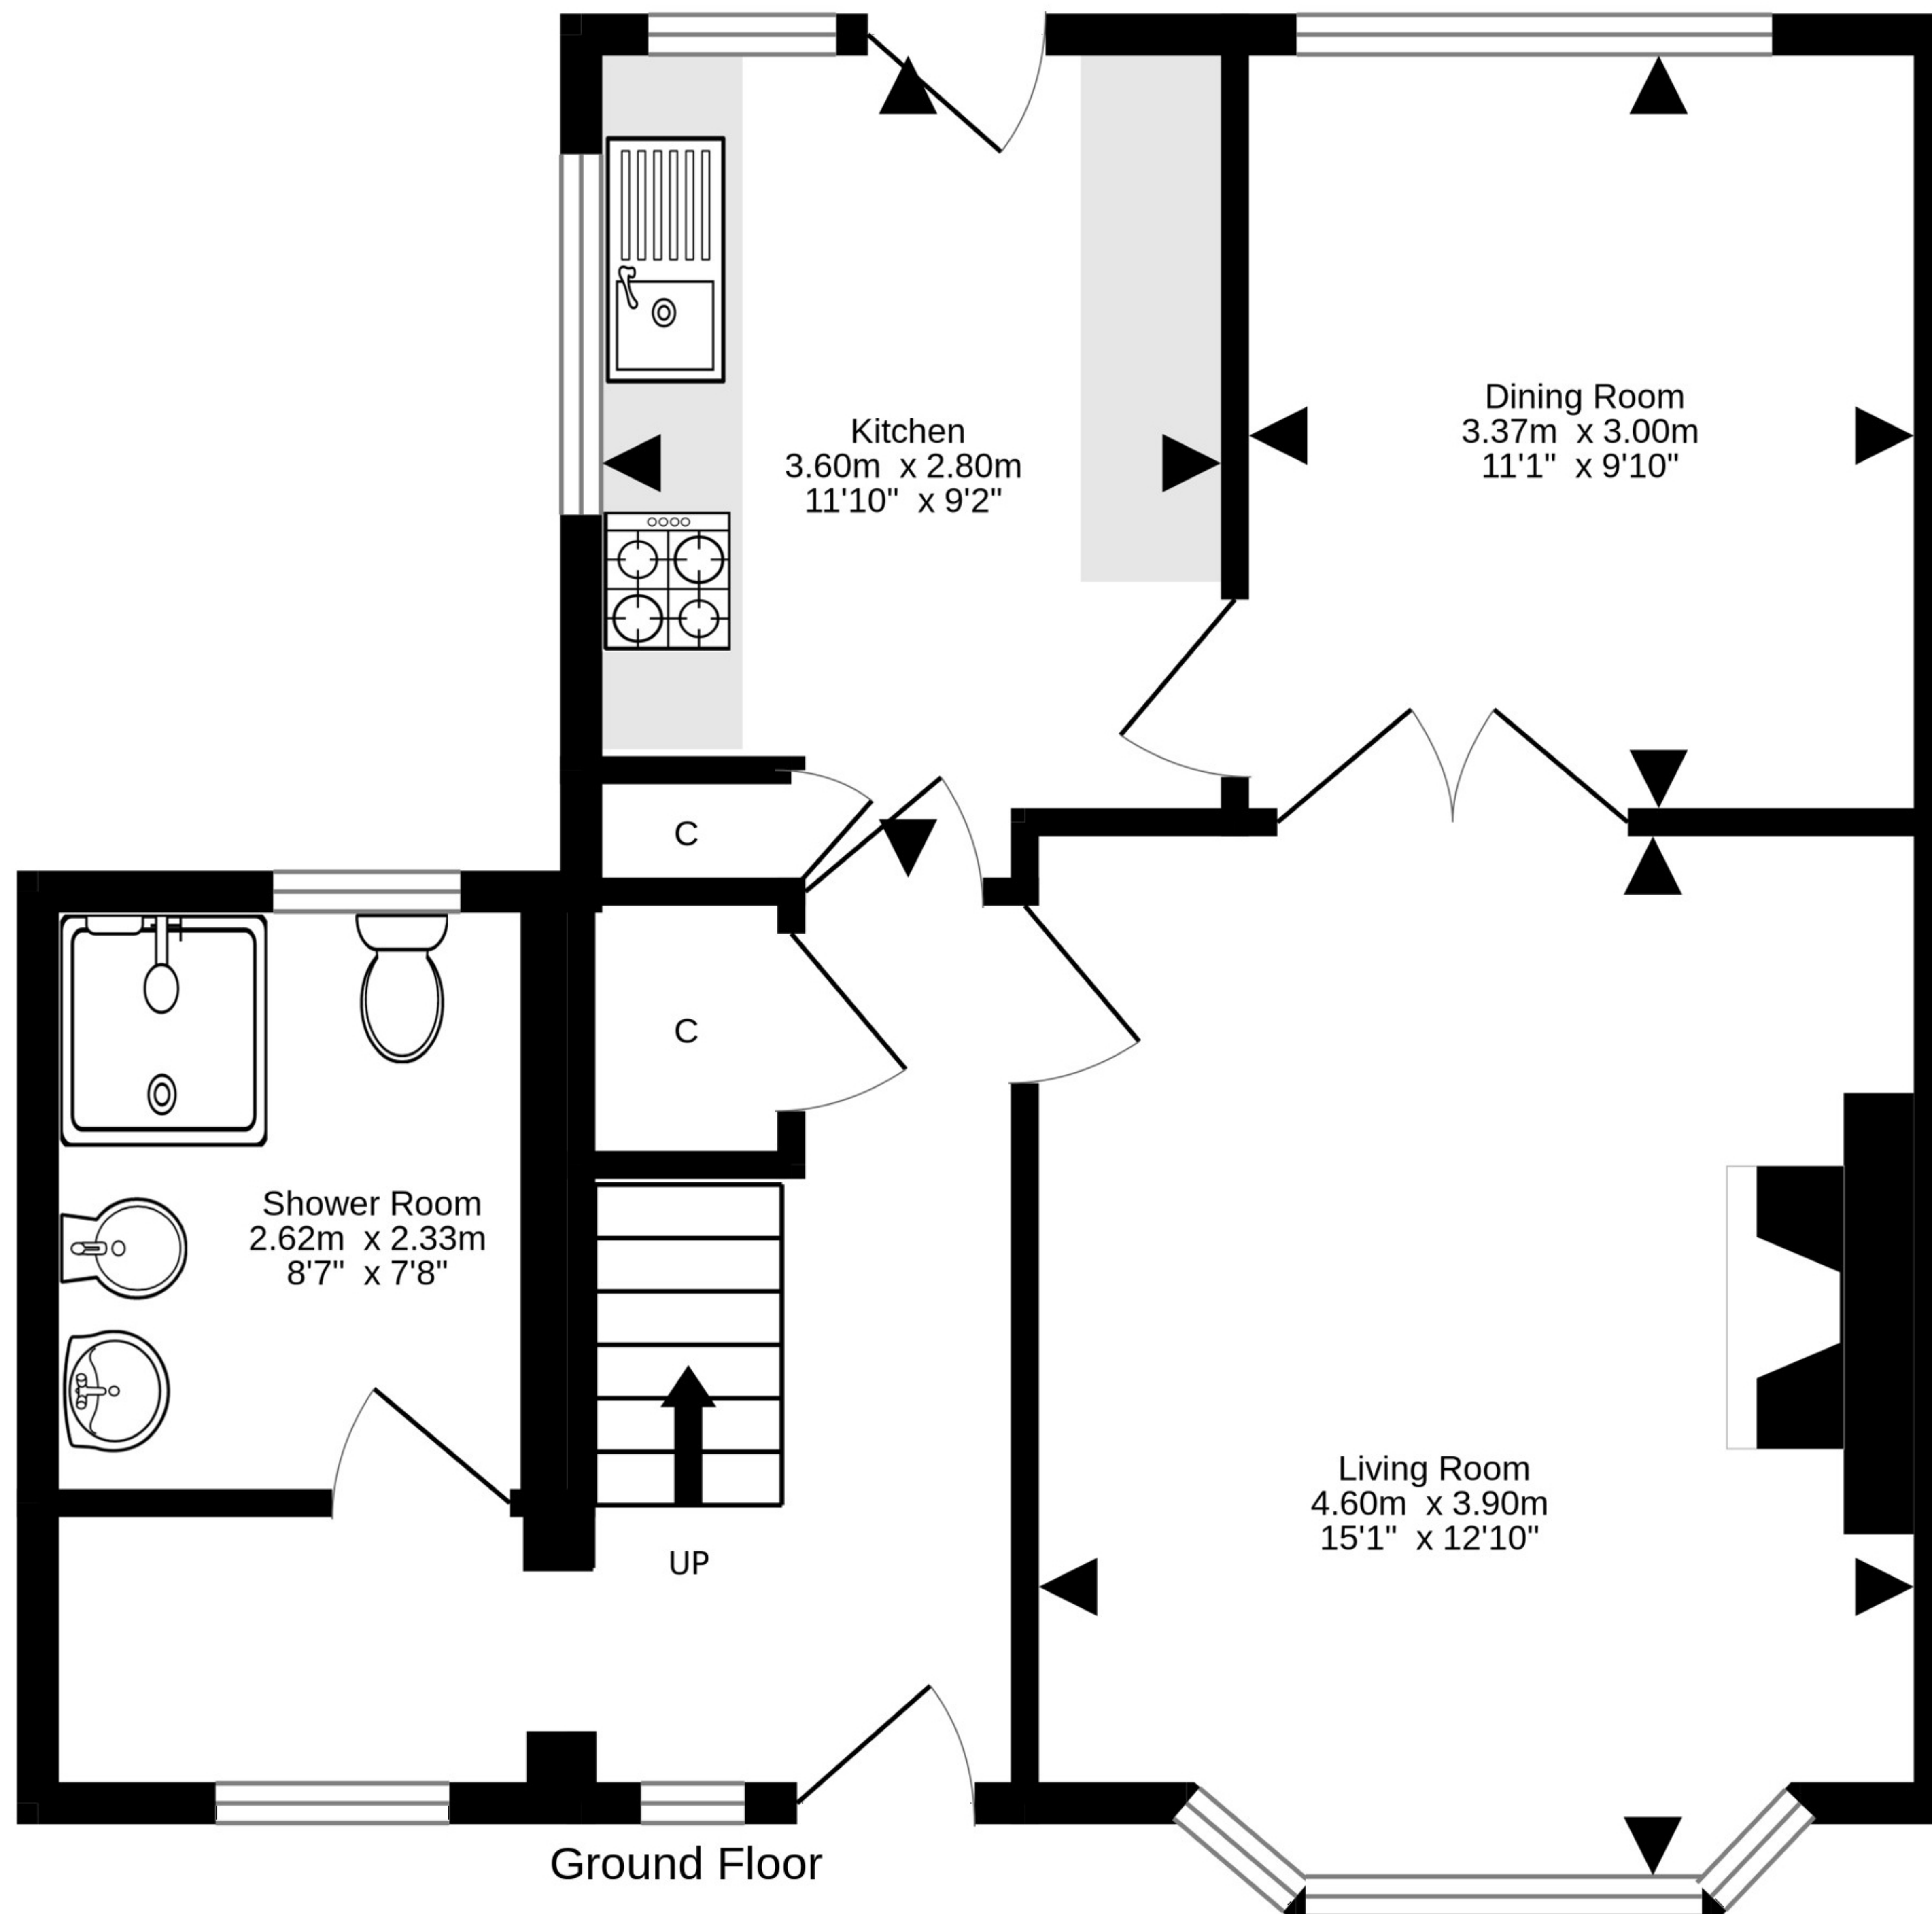 Kitchen
3.60m x 2.80m
11'10" x 9'2"
Dining Room
3.37m x 3.00m
11'1" x 9'10"
C
C
Shower Room
2.62m x 2.33m
8'7" x 7'8"
UP
Living Room
4.60m x 3.90m
15'1" x 12'10"
Ground Floor